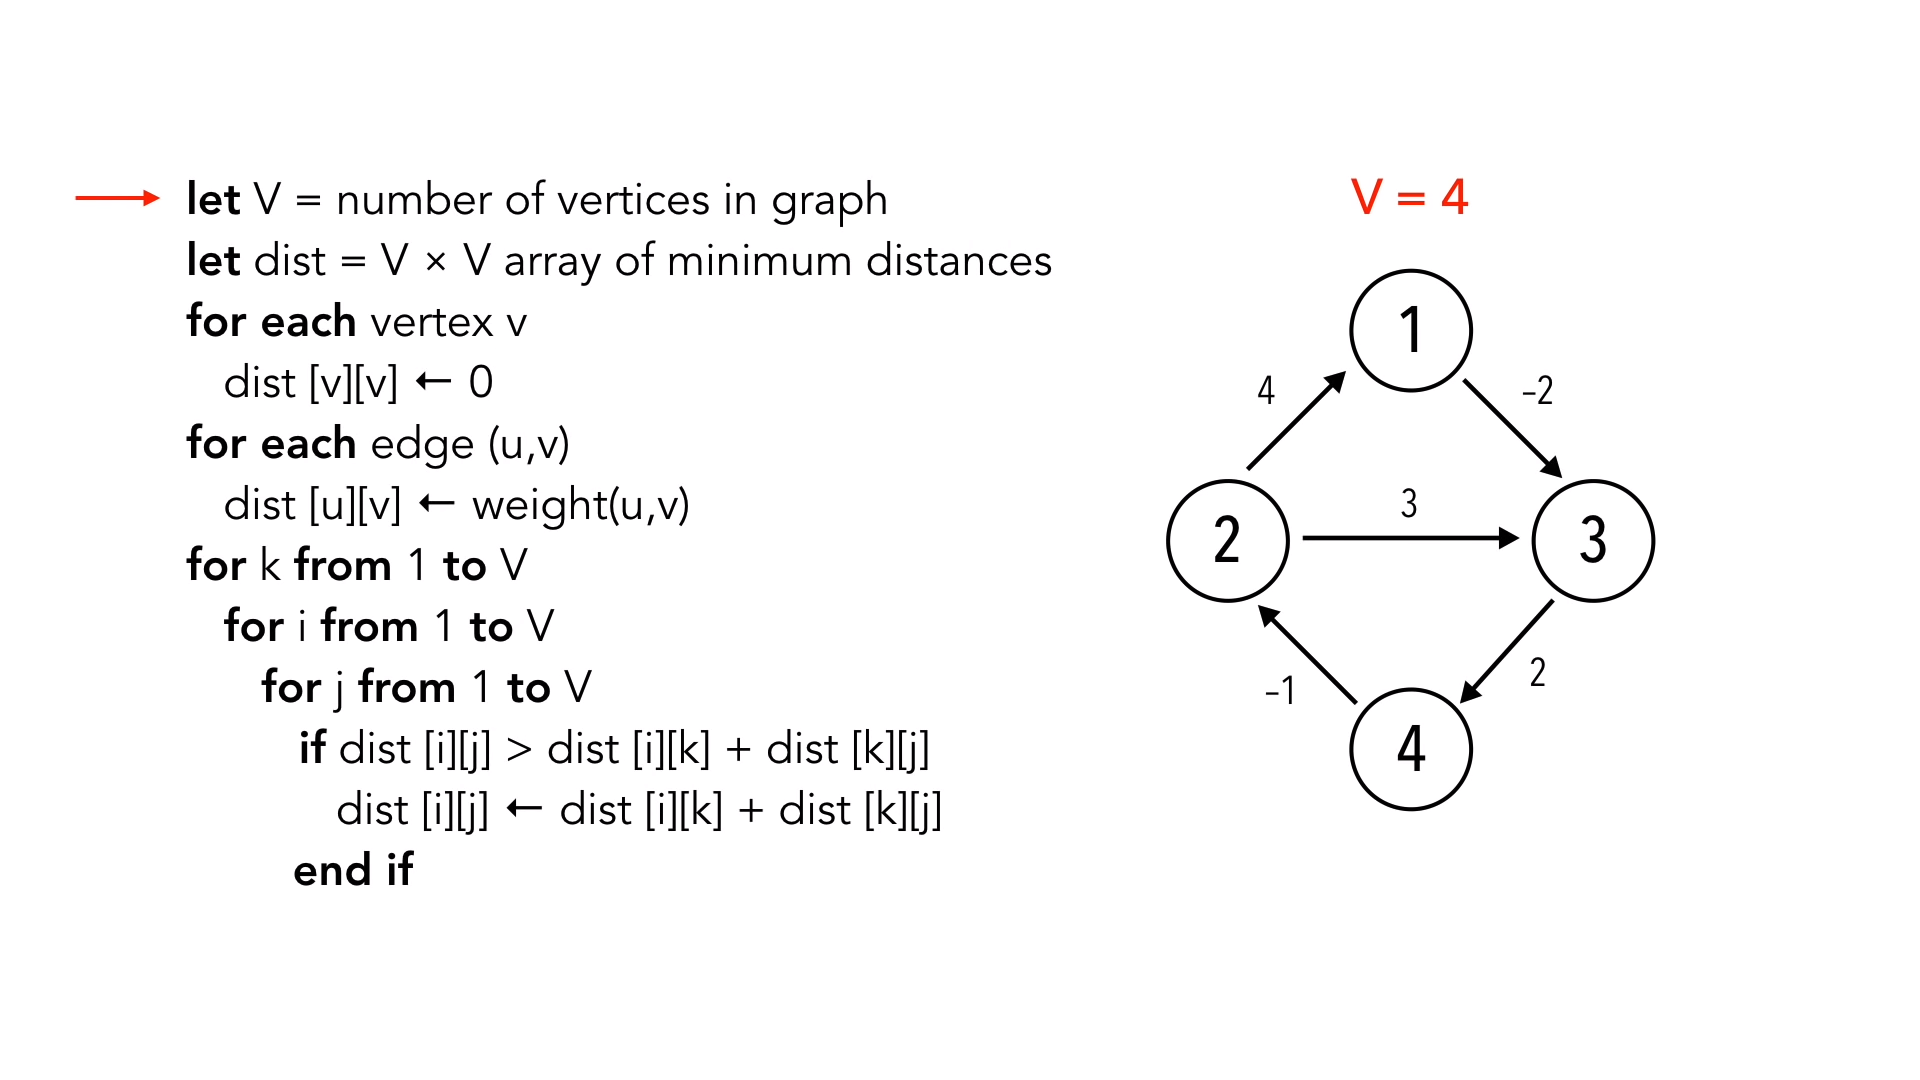 let V = number of vertices in graph
let dist = V × V array of minimum distances
for each vertex v
dist [v][v] ← 0
for each edge (u,v)
dist [u][v] ← weight(u,v)
for k from 1 to V
for i from 1 to V
for j from 1 to V
if dist [i][j] > dist [i][k] + dist [k][j]
dist [i][j] ← dist [i][k] + dist [k][j]
end if
V = 4
1
4
–2
2
3
3
–1
2
4